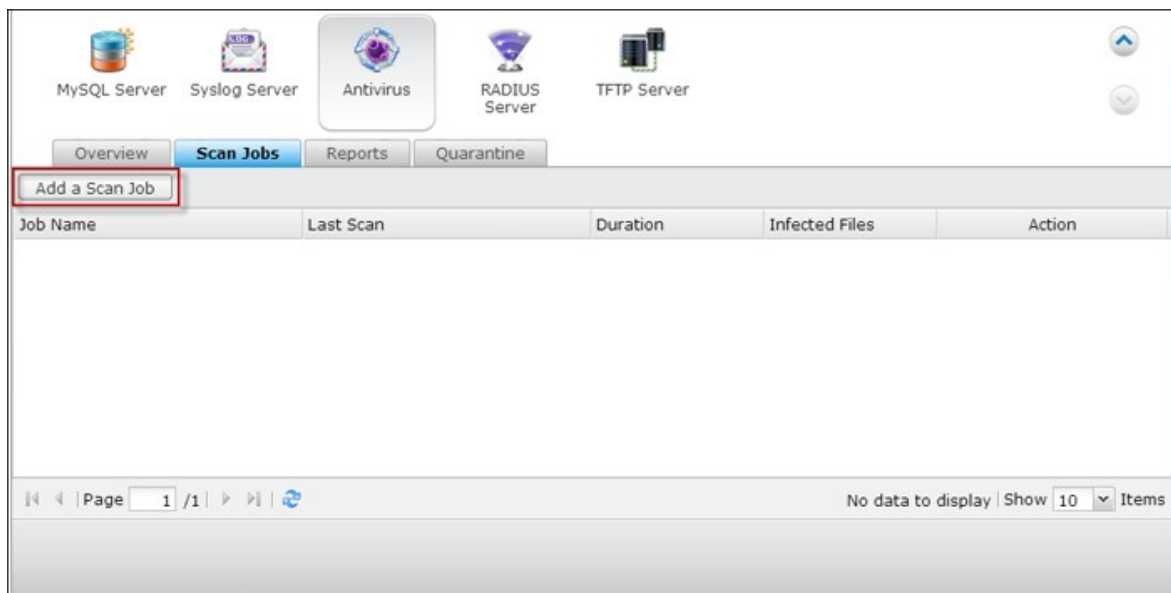 LOG
MySQL Server
Syslog Server
Antivirus
RADIUS
Server
TFTP Server
Overview
Scan Jobs
Reports
Quarantine
Add a Scan Job
Job Name
Last Scan
Duration
Infected Files
Action
Page 1 /1
No data to display Show 10 Items